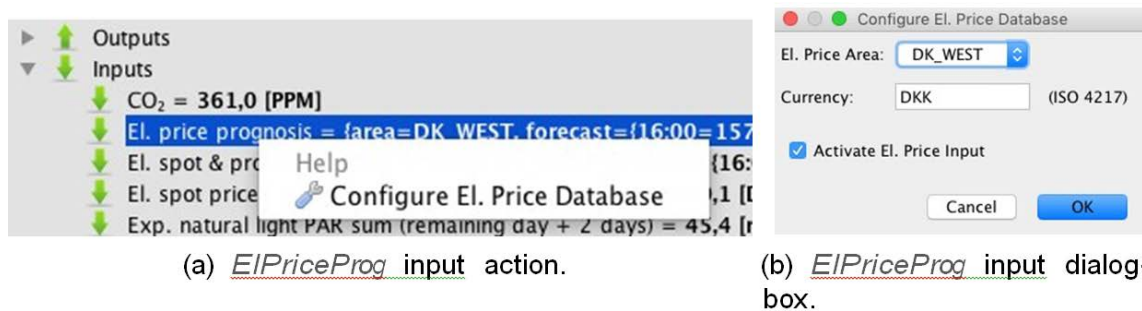 Outputs
Inputs
CO₂ = 361,0 [PPM]
El. price prognosis = {area=DK_WEST, forecast={16:00=157
El. spot & pro
{16:
Help
El. spot price
,1 [
Configure El. Price Database
Exp. natural light PAR sum (remaining day + 2 days) = 45,4 [
(a) ElPriceProg input action.
Configure El. Price Database
El. Price Area: DK_WEST
Currency: DKK (ISO 4217)
Activate El. Price Input
Cancel OK
(b) ElPriceProg input dialog-
box.